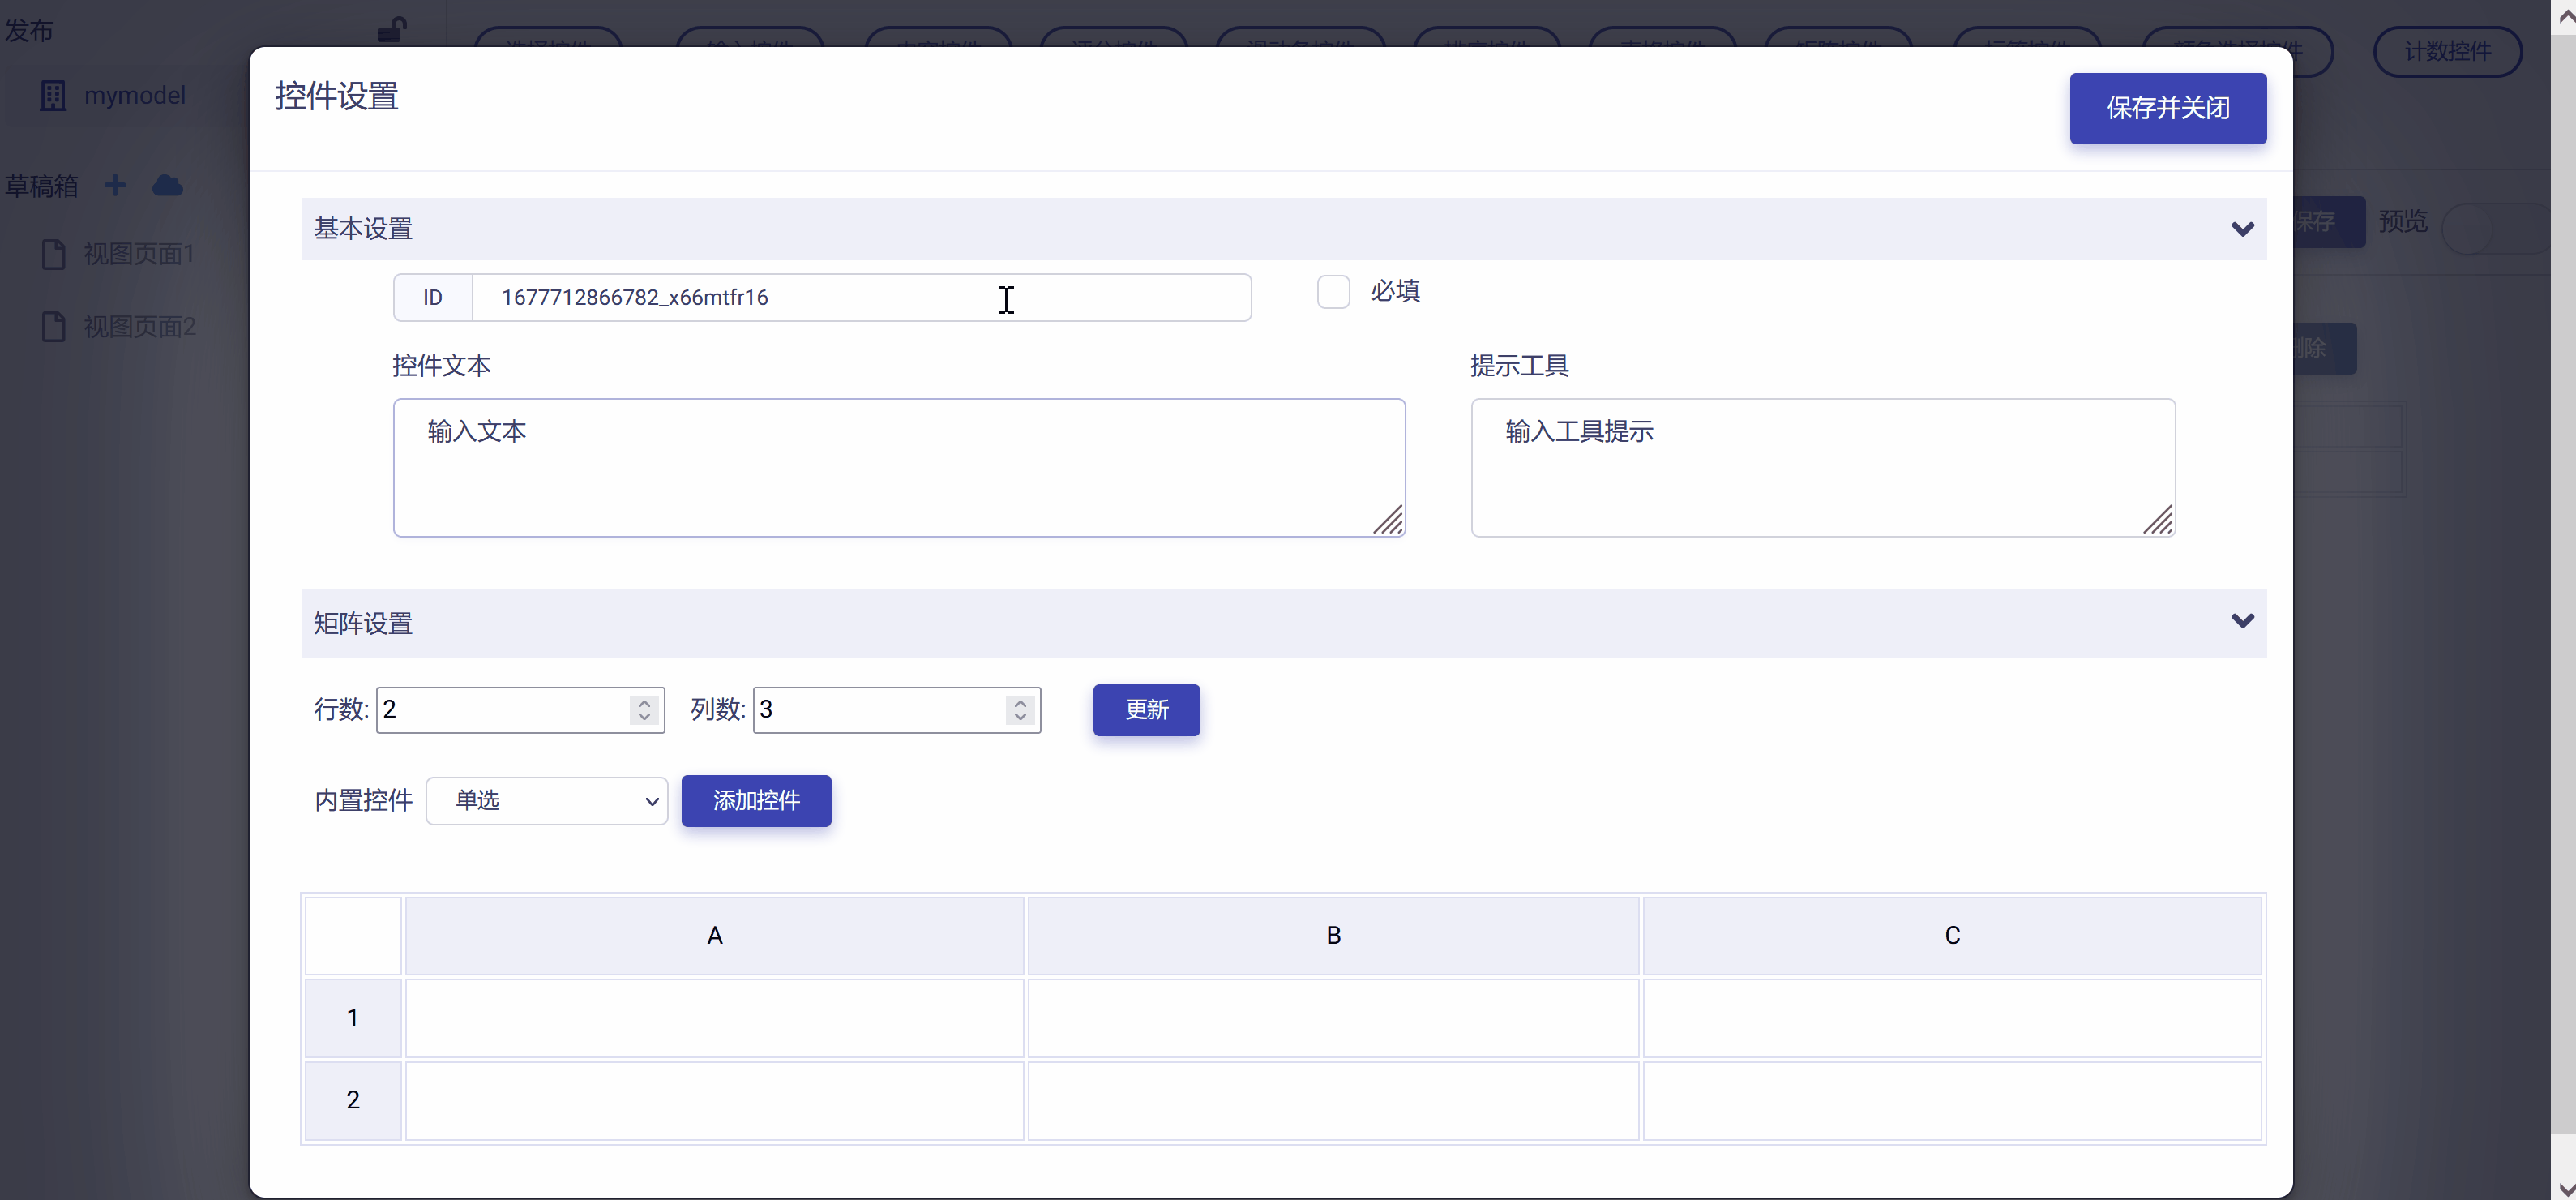 发布
mymodel
草稿箱
视图页面1
视图页面2
计数控件
预览
控件设置
保存并关闭
基本设置
ID
1677712866782_x66mtfr16
必填
控件文本
提示工具
输入文本
输入工具提示
矩阵设置
行数: 2
列数: 3
更新
内置控件
单选
添加控件
A B C
1
2